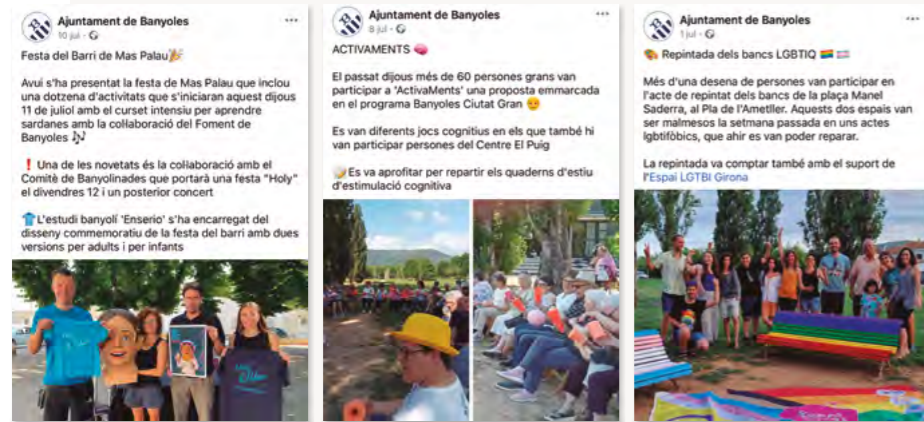 Ajuntament de Banyoles
10 jul ·
Festa del Barri de Mas Palau🎉
Avui s'ha presentat la festa de Mas Palau que inclou
una dotzena d'activitats que s'iniciaran aquest dijous
11 de juliol amb el curset intensiu per aprendre
sardanes amb la col·laboració del Foment de
Banyoles 🎶
❗ Una de les novetats és la col·laboració amb el
Comitè de Banyolinades que portarà una festa "Holy"
el divendres 12 i un posterior concert
👕L'estudi banyolí 'Enserio' s'ha encarregat del
disseny commemoratiu de la festa del barri amb dues
versions per adults i per infants
Ajuntament de Banyoles
8 jul ·
ACTIVAMENTS 🧠
El passat dijous més de 60 persones grans van
participar a 'ActivaMents' una proposta emmarcada
en el programa Banyoles Ciutat Gran
Es van diferents jocs cognitius en els que també hi
van participar persones del Centre El Puig
Es va aprofitar per repartir els quaderns d'estiu
d'estimulació cognitiva
Ajuntament de Banyoles
1 jul ·
🎨 Repintada dels bancs LGBTIQ 🏳️‍🌈 🏳️‍⚧️
Més d'una desena de persones van participar en
l'acte de repintat dels bancs de la plaça Manel
Saderra, al Pla de l'Ametller. Aquests dos espais van
ser malmesos la setmana passada en uns actes
lgbtifòbics, que ahir es van poder reparar.
La repintada va comptar també amb el suport de
l'Espai LGTBI Girona